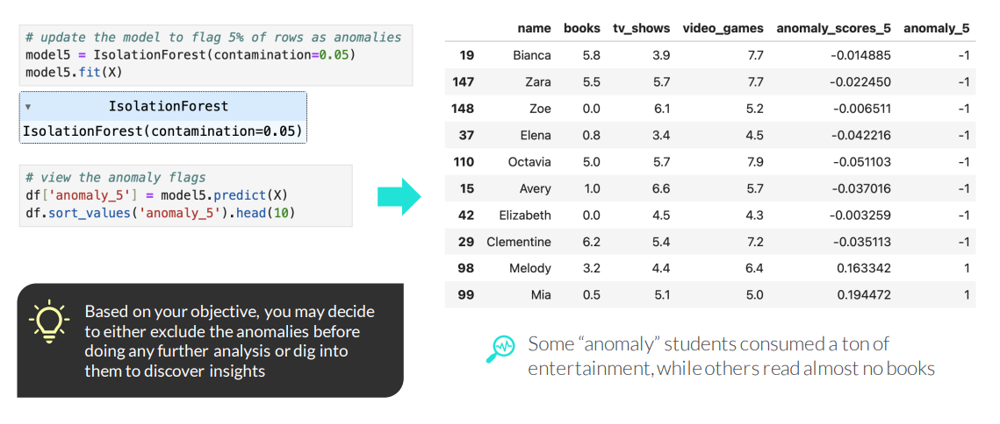 # update the model to flag 5% of rows as anomalies
model5 = IsolationForest(contamination=0.05)
model5.fit(X)
▾ IsolationForest
IsolationForest(contamination=0.05)
# view the anomaly flags
df['anomaly_5'] = model5.predict(X)
df.sort_values('anomaly_5').head(10)
name books tv_shows video_games anomaly_scores_5 anomaly_5
19 Bianca 5.8 3.9 7.7 -0.014885 -1
147 Zara 5.5 5.7 7.7 -0.022450 -1
148 Zoe 0.0 6.1 5.2 -0.006511 -1
37 Elena 0.8 3.4 4.5 -0.042216 -1
110 Octavia 5.0 5.7 7.9 -0.051103 -1
15 Avery 1.0 6.6 5.7 -0.037016 -1
42 Elizabeth 0.0 4.5 4.3 -0.003259 -1
29 Clementine 6.2 5.4 7.2 -0.035113 -1
98 Melody 3.2 4.4 6.4 0.163342 1
99 Mia 0.5 5.1 5.0 0.194472 1
Based on your objective, you may decide
to either exclude the anomalies before
doing any further analysis or dig into
them to discover insights
Some “anomaly” students consumed a ton of
entertainment, while others read almost no books